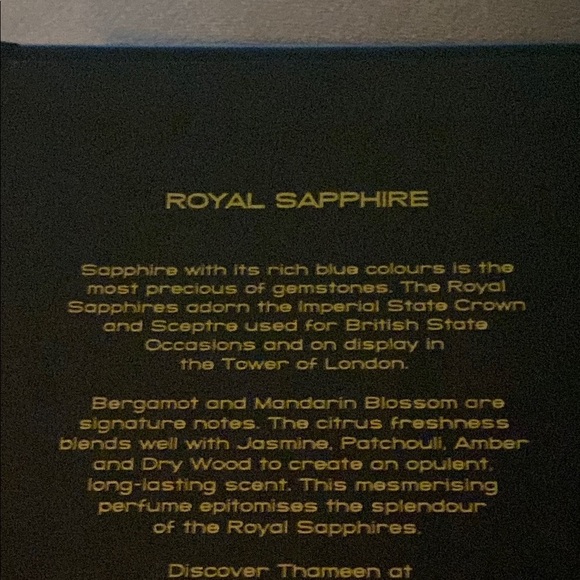 ROYAL SAPPHIRE
Sapphire with its rich blue colours is the
most precious of gemstones. The Royal
Sapphires adorn the Imperial State Crown
and Sceptre used for British State
Occasions and on display in
the Tower of London.
Bergamot and Mandarin Blossom are
signature notes. The citrus freshness
blends well with Jasmine, Patchouli, Amber
and Dry Wood to create an opulent,
long-lasting scent. This mesmerising
perfume epitomises the splendour
of the Royal Sapphires.
Discover Thameen at